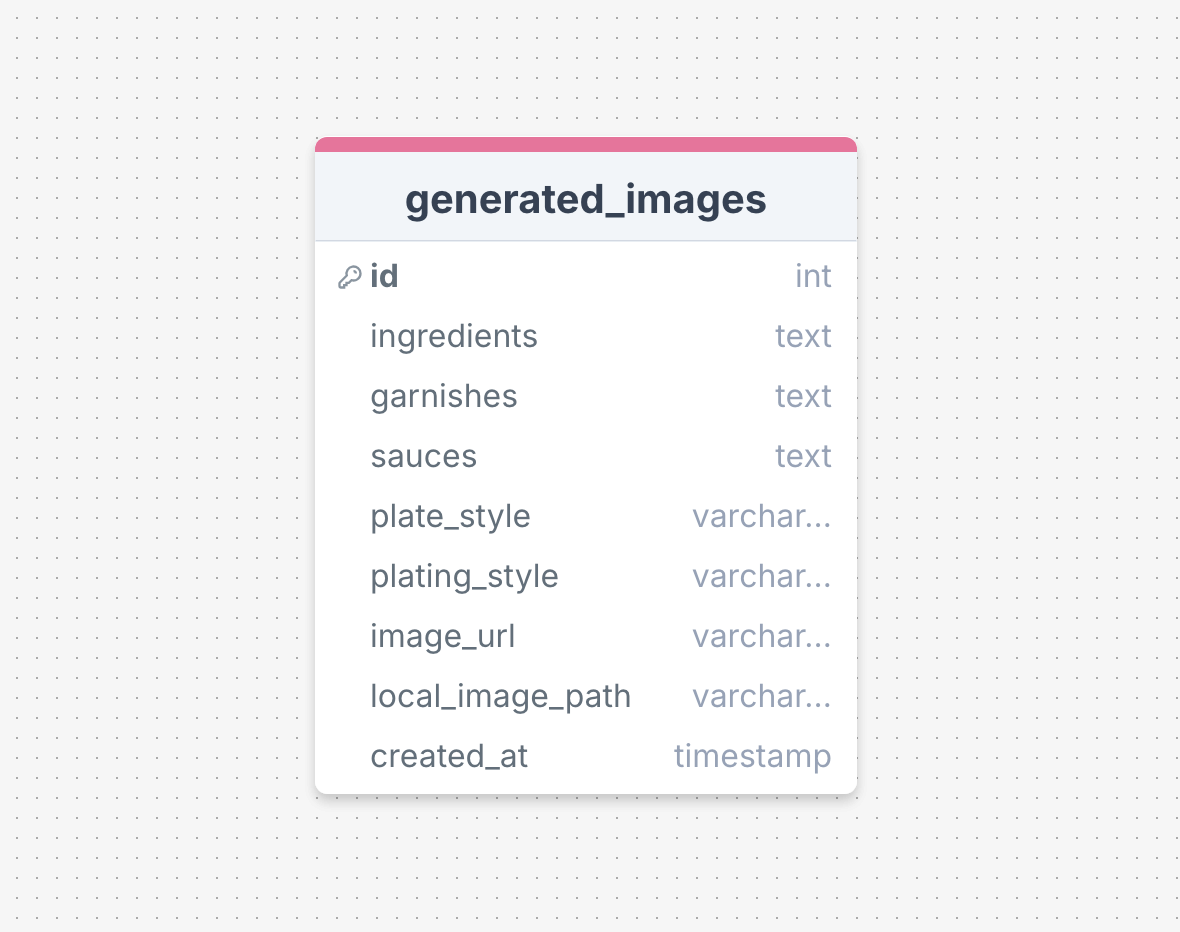 generated_images
id int
ingredients text
garnishes text
sauces text
plate_style varchar...
plating_style varchar...
image_url varchar...
local_image_path varchar...
created_at timestamp